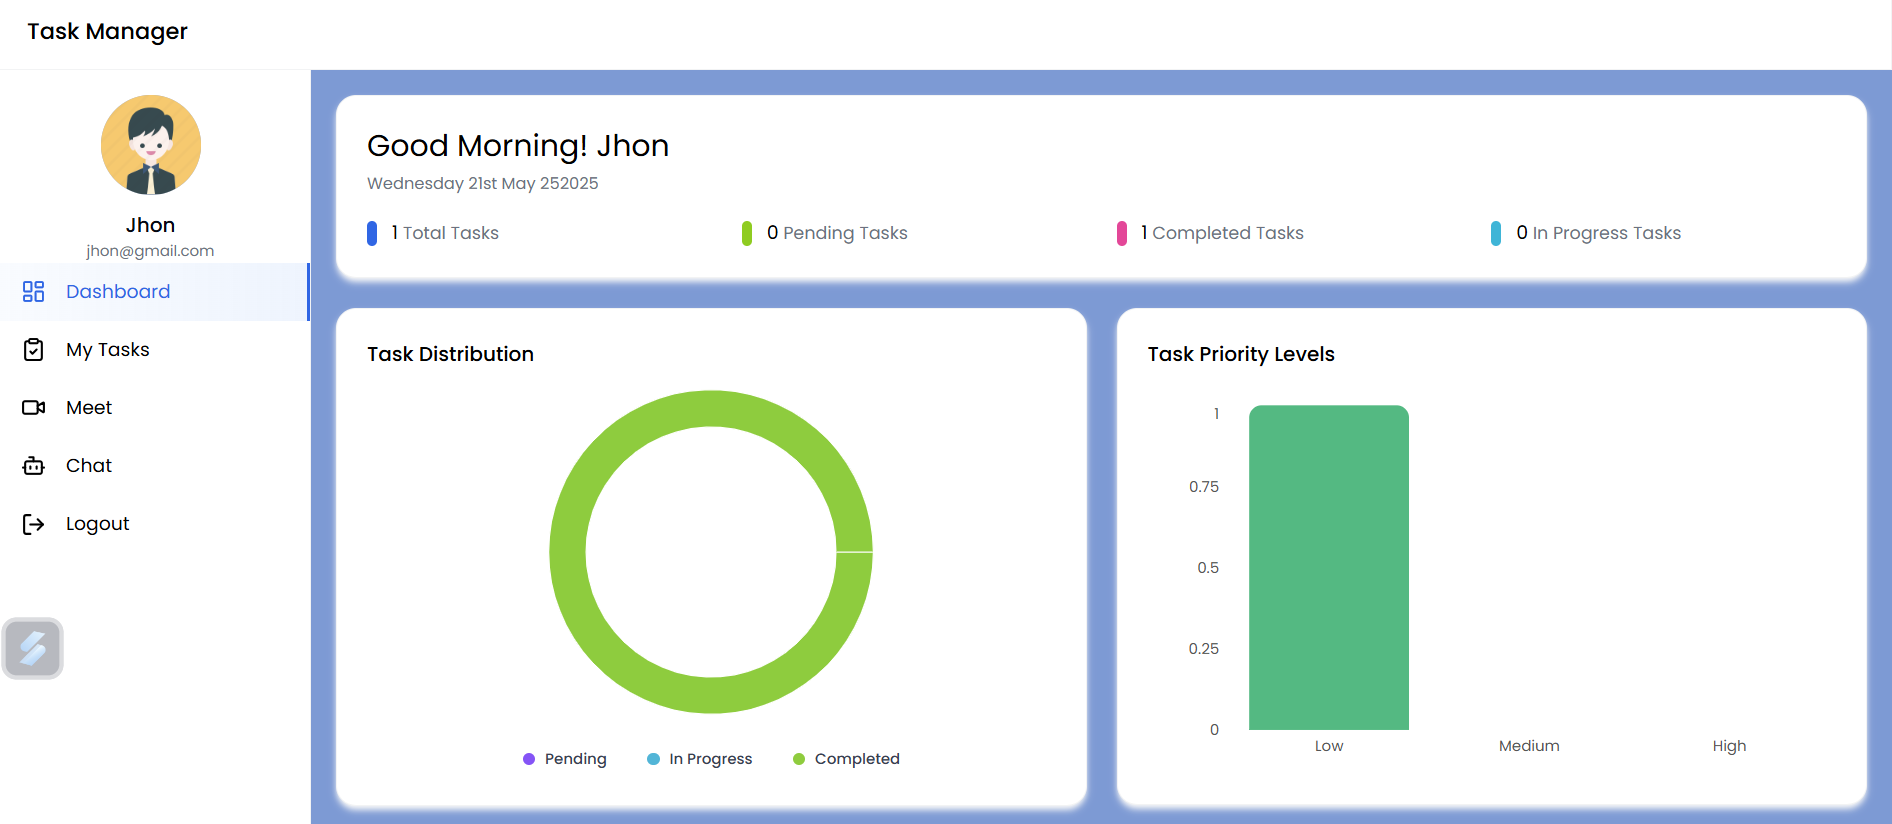 Task Manager
Jhon
jhon@gmail.com
Dashboard
My Tasks
Meet
Chat
Logout
Good Morning! Jhon
Wednesday 21st May 252025
1 Total Tasks
0 Pending Tasks
1 Completed Tasks
0 In Progress Tasks
Task Distribution
Pending
In Progress
Completed
Task Priority Levels
1
0.75
0.5
0.25
0
Low
Medium
High